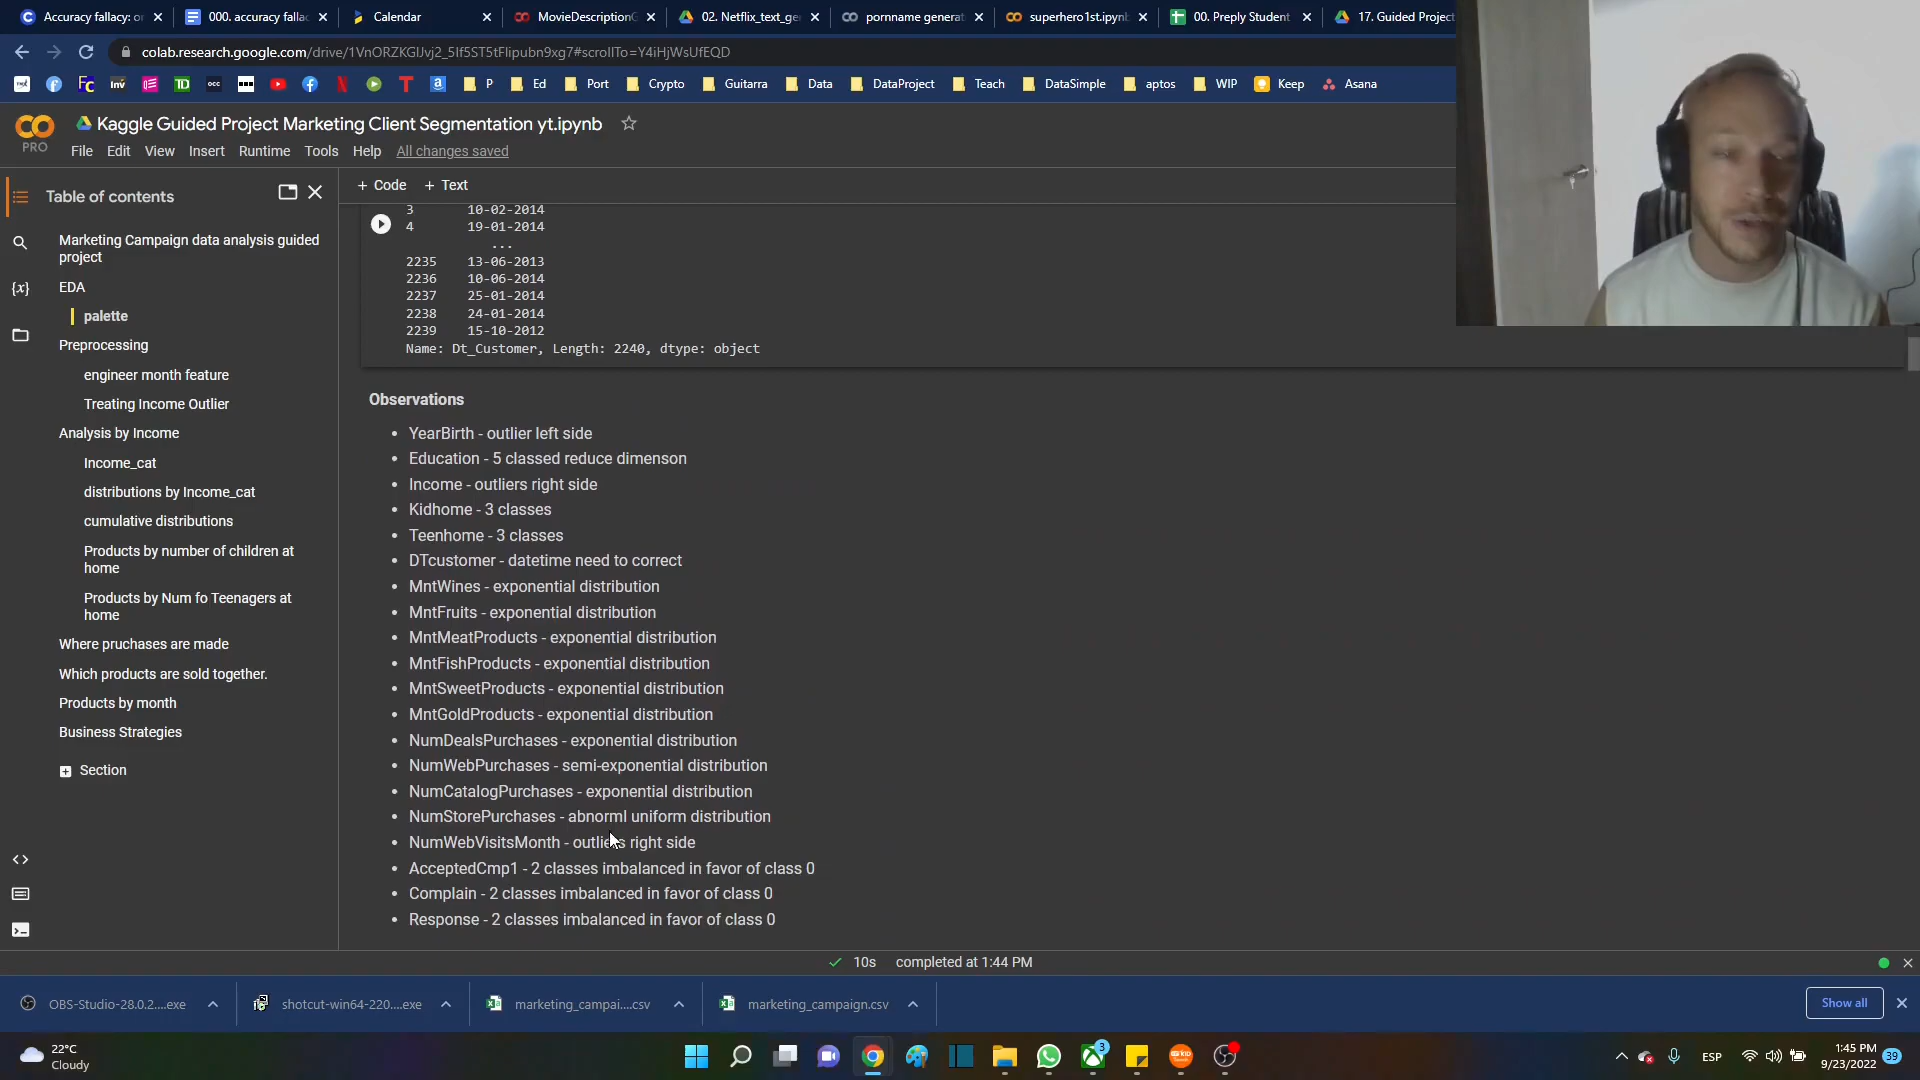 Accuracy fallacy: or
000. accuracy fallac
Calendar
MovieDescriptionG
02. Netflix_text_ge
pornname generat
superhero1st.ipynb
00. Preply Student
17. Guided Project
colab.research.google.com/drive/1VnORZKGIJvj2_5If5ST5tFlipubn9xg7#scrollTo=Y4iHjWsUfEQD
P
Ed
Port
Crypto
Guitarra
Data
DataProject
Teach
DataSimple
aptos
WIP
Keep
Asana
PRO
Kaggle Guided Project Marketing Client Segmentation yt.ipynb
File Edit View Insert Runtime Tools Help All changes saved
Table of contents
+ Code + Text
Marketing Campaign data analysis guided
project
EDA
palette
Preprocessing
engineer month feature
Treating Income Outlier
Analysis by Income
Income_cat
distributions by Income_cat
cumulative distributions
Products by number of children at
home
Products by Num fo Teenagers at
home
Where pruchases are made
Which products are sold together.
Products by month
Business Strategies
Section
3 10-02-2014
4 19-01-2014
...
2235 13-06-2013
2236 10-06-2014
2237 25-01-2014
2238 24-01-2014
2239 15-10-2012
Name: Dt_Customer, Length: 2240, dtype: object
Observations
• YearBirth - outlier left side
• Education - 5 classed reduce dimenson
• Income - outliers right side
• Kidhome - 3 classes
• Teenhome - 3 classes
• DTcustomer - datetime need to correct
• MntWines - exponential distribution
• MntFruits - exponential distribution
• MntMeatProducts - exponential distribution
• MntFishProducts - exponential distribution
• MntSweetProducts - exponential distribution
• MntGoldProducts - exponential distribution
• NumDealsPurchases - exponential distribution
• NumWebPurchases - semi-exponential distribution
• NumCatalogPurchases - exponential distribution
• NumStorePurchases - abnorml uniform distribution
• NumWebVisitsMonth - outliers right side
• AcceptedCmp1 - 2 classes imbalanced in favor of class 0
• Complain - 2 classes imbalanced in favor of class 0
• Response - 2 classes imbalanced in favor of class 0
10s completed at 1:44 PM
OBS-Studio-28.0.2....exe
shotcut-win64-220....exe
marketing_campai....csv
marketing_campaign.csv
Show all
22°C
Cloudy
3
ESP
1:45 PM
9/23/2022
39